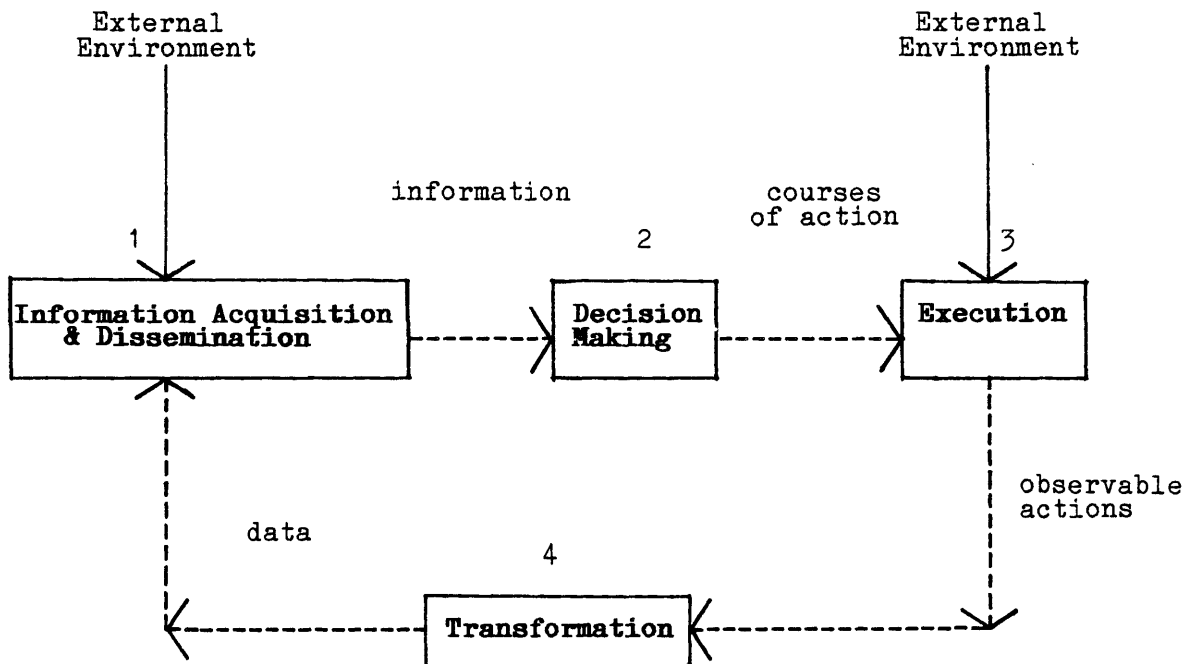 External
Environment
External
Environment
information
courses
of action
1
2
3
Information Acquisition
& Dissemination
Decision
Making
Execution
observable
actions
data
4
Transformation